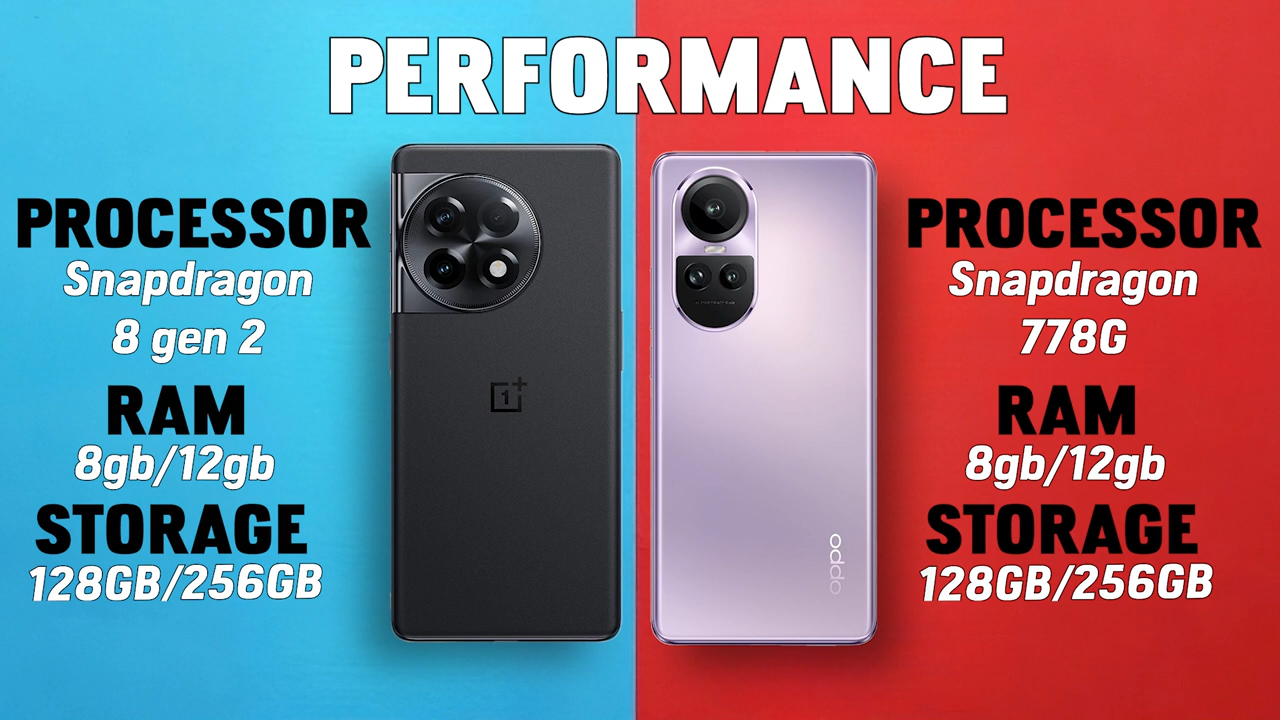 PERFORMANCE
PROCESSOR
Snapdragon
8 gen 2
RAM
8gb/12gb
STORAGE
128GB/256GB
1+
oppo
PROCESSOR
Snapdragon
778G
RAM
8gb/12gb
STORAGE
128GB/256GB